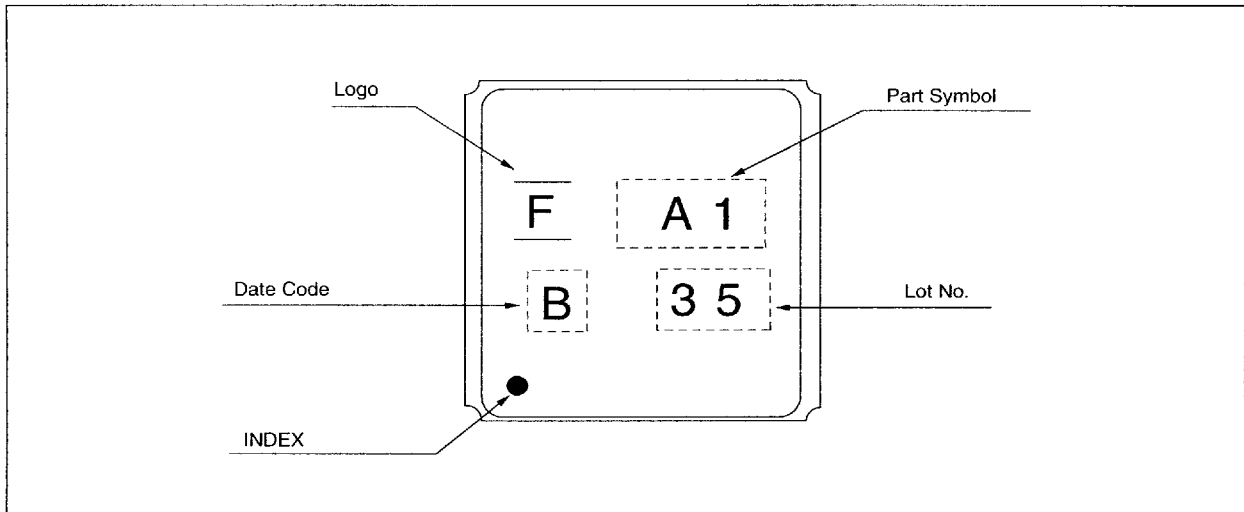 Logo
Part Symbol
F
A 1
Date Code
B
3 5
Lot No.
INDEX